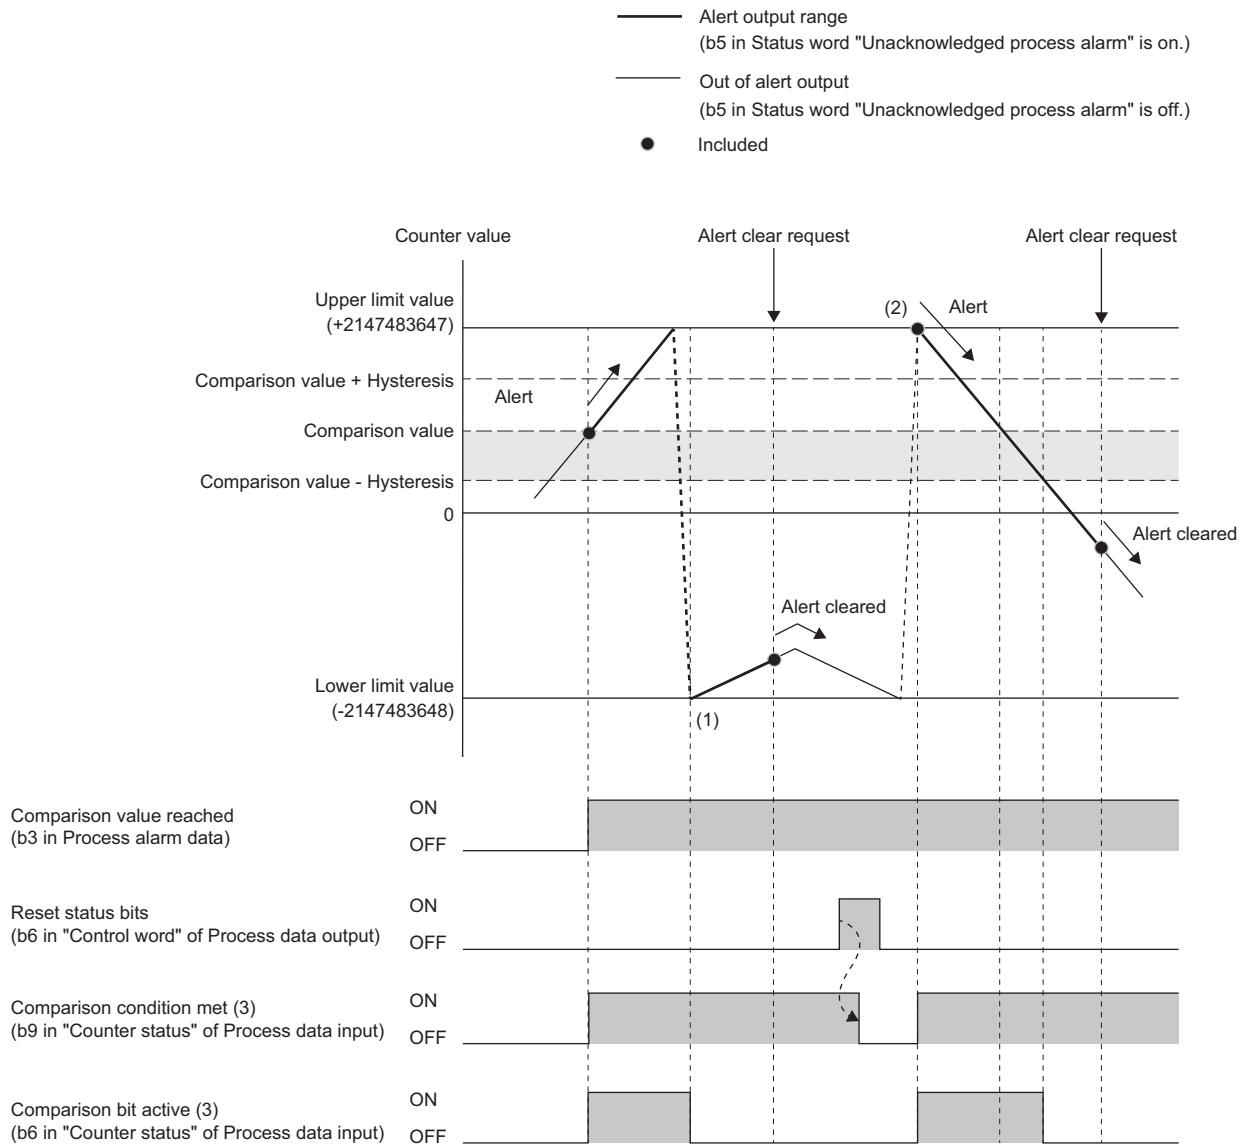 Alert output range
(b5 in Status word "Unacknowledged process alarm" is on.)
Out of alert output
(b5 in Status word "Unacknowledged process alarm" is off.)
Included
Counter value
Alert clear request
Alert clear request
Upper limit value
(+2147483647)
(2)
Alert
Comparison value + Hysteresis
Alert
Comparison value
Comparison value - Hysteresis
0
Alert cleared
Alert cleared
Lower limit value
(-2147483648)
(1)
Comparison value reached
(b3 in Process alarm data)
ON
OFF
Reset status bits
(b6 in "Control word" of Process data output)
ON
OFF
Comparison condition met (3)
(b9 in "Counter status" of Process data input)
ON
OFF
Comparison bit active (3)
(b6 in "Counter status" of Process data input)
ON
OFF